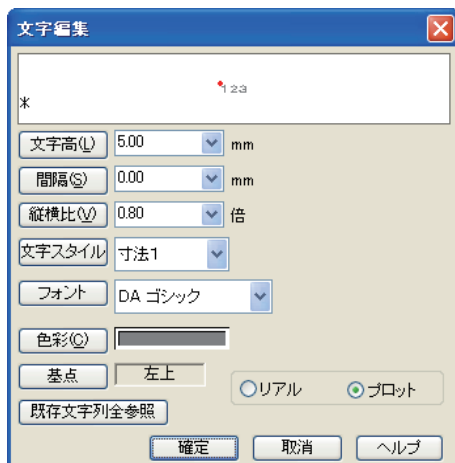 文字編集
123
*
文字高(L) 5.00 mm
間隔(S) 0.00 mm
縦横比(V) 0.80 倍
文字スタイル 寸法1
フォント DA ゴシック
色彩(C)
基点 左上
リアル プロット
既存文字列全参照
確定 取消 ヘルプ